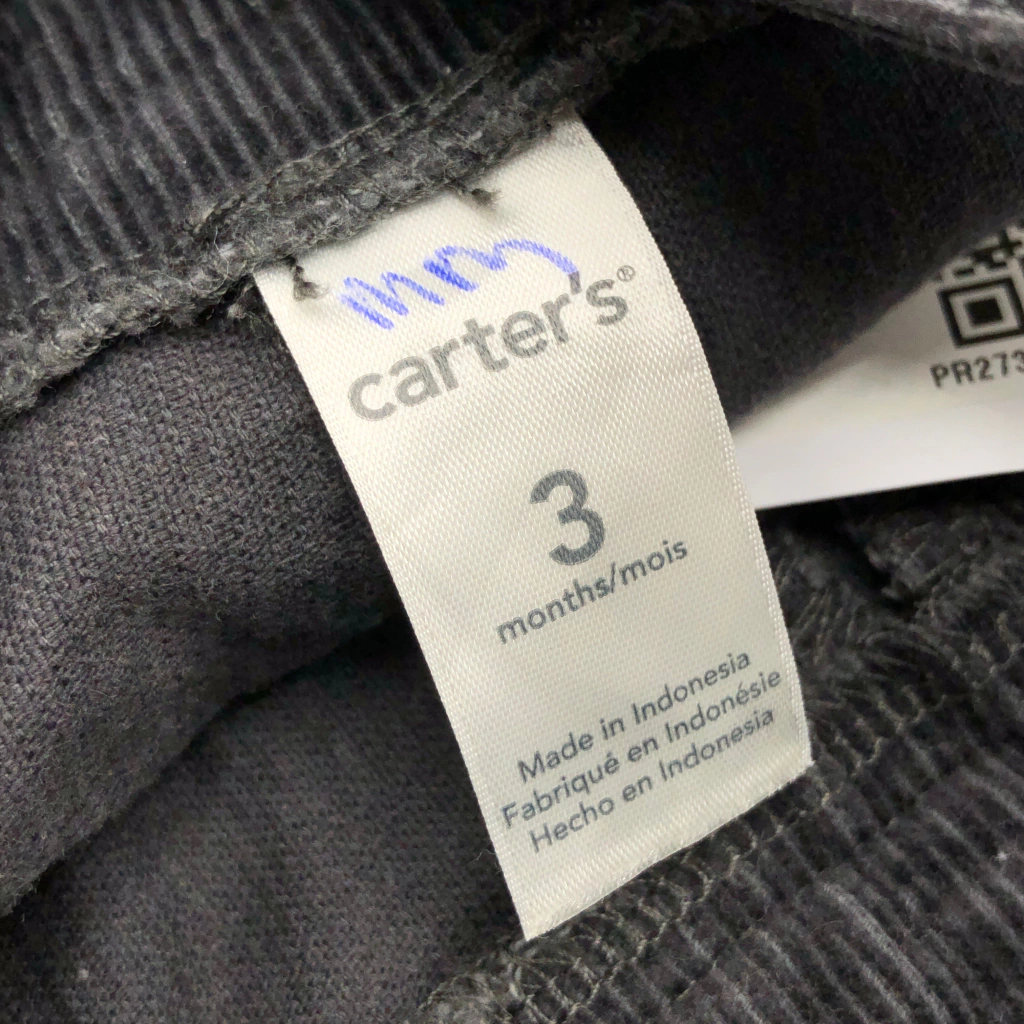 carter's®
3
months/mois
Made in Indonesia
Fabriqué en Indonésie
Hecho en Indonesia
PR273